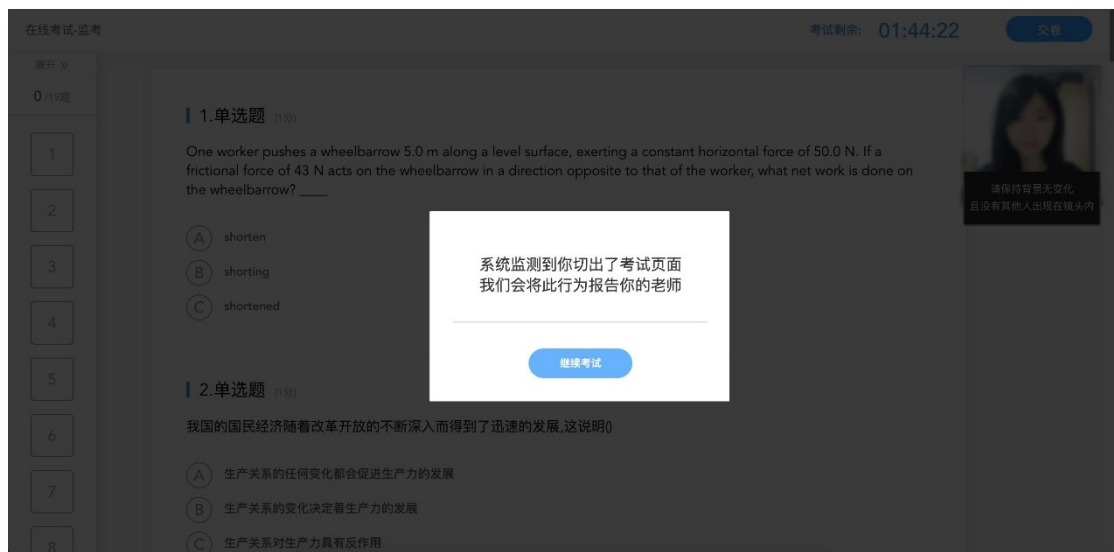 在线考试-监考
考试剩余: 01:44:22
交卷
展开 »
0 /19题
1
2
3
4
5
6
7
8
1.单选题 (1分)
One worker pushes a wheelbarrow 5.0 m along a level surface, exerting a constant horizontal force of 50.0 N. If a
frictional force of 43 N acts on the wheelbarrow in a direction opposite to that of the worker, what net work is done on
the wheelbarrow? ____
A shorten
B shorting
C shortened
请保持背景无变化
且没有其他人出现在镜头内
系统监测到你切出了考试页面
我们会将此行为报告你的老师
继续考试
2.单选题 (1分)
我国的国民经济随着改革开放的不断深入而得到了迅速的发展,这说明()
A 生产关系的任何变化都会促进生产力的发展
B 生产关系的变化决定着生产力的发展
C 生产关系对生产力具有反作用